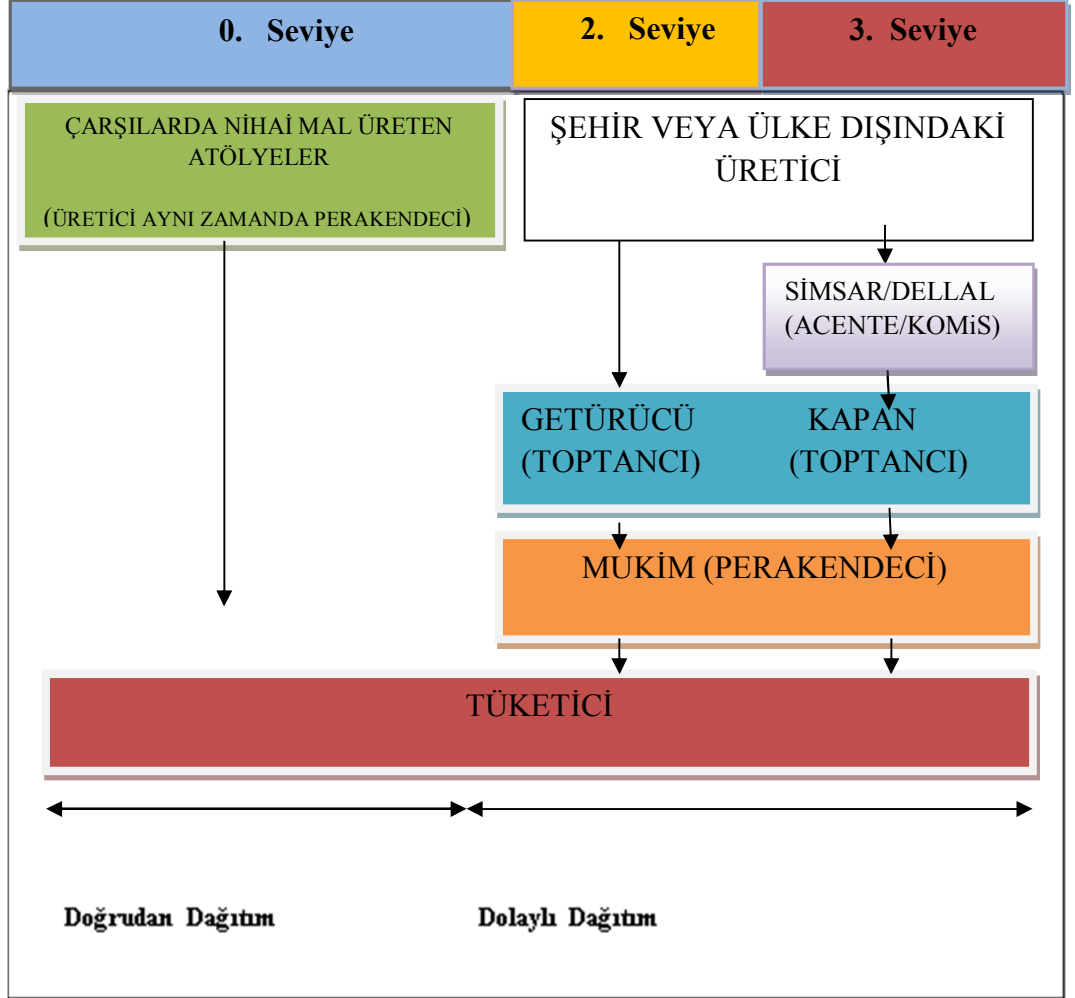 0. Seviye
2. Seviye
3. Seviye
ÇARŞILARDA NİHAİ MAL ÜRETEN
ATÖLYELER
(ÜRETİCİ AYNI ZAMANDA PERAKENDECİ)
ŞEHİR VEYA ÜLKE DIŞINDAKİ
ÜRETİCİ
SİMSAR/DELLAL
(ACENTE/KOMiS)
GETÜRÜCÜ
(TOPTANCI)
KAPAN
(TOPTANCI)
MUKİM (PERAKENDECİ)
TÜKETİCİ
Doğrudan Dağıtım
Dolaylı Dağıtım